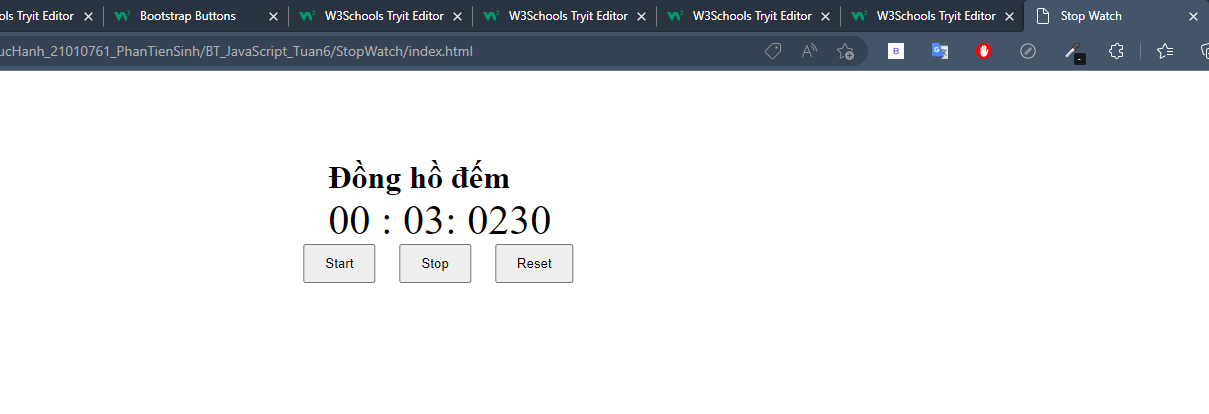 ols Tryit Editor
Bootstrap Buttons
W3Schools Tryit Editor
W3Schools Tryit Editor
W3Schools Tryit Editor
W3Schools Tryit Editor
Stop Watch
ucHanh_21010761_PhanTienSinh/BT_JavaScript_Tuan6/StopWatch/index.html
Đồng hồ đếm
00 : 03: 0230
Start
Stop
Reset